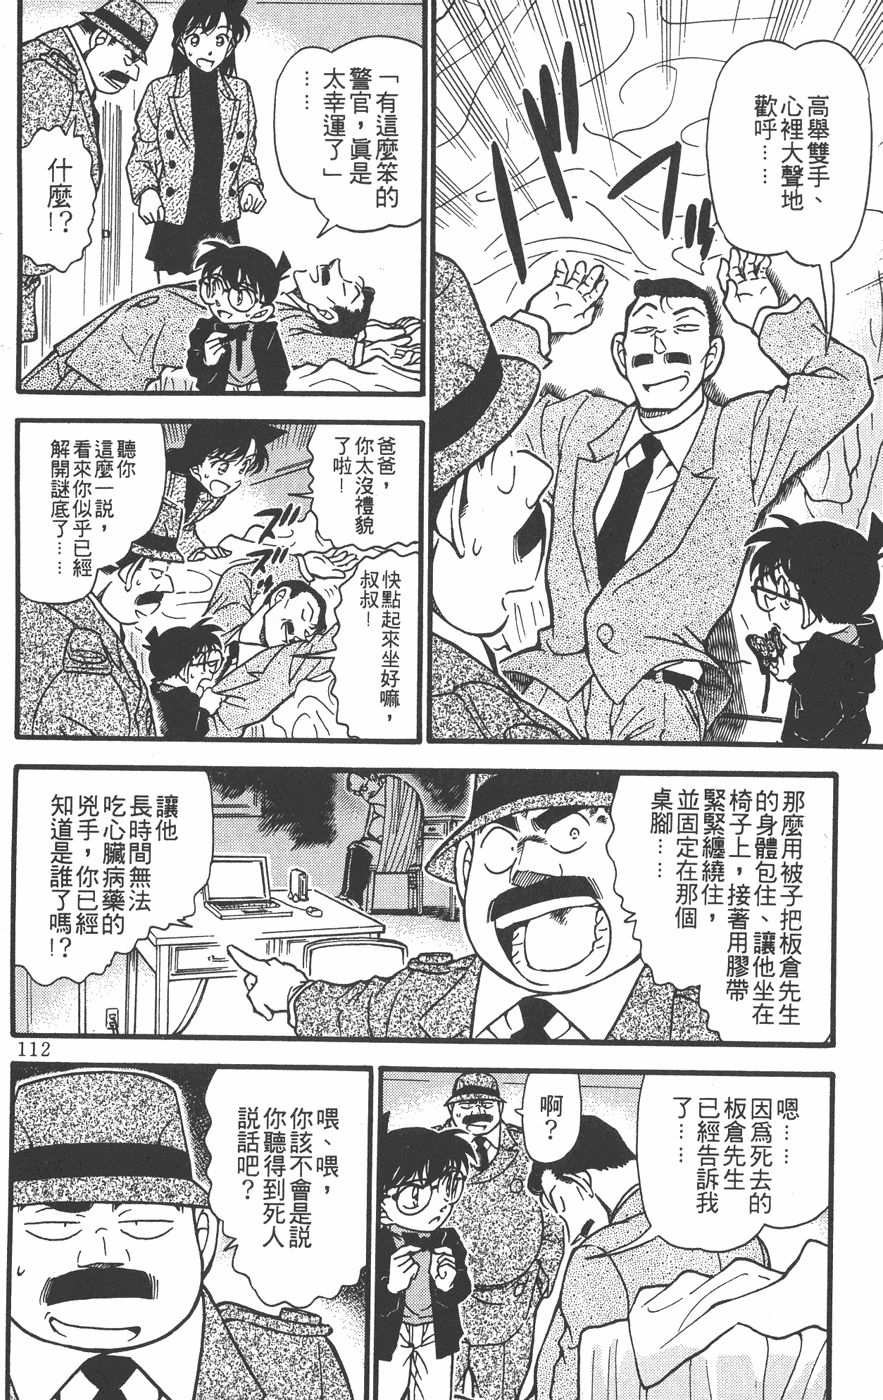 高舉雙手、
心裡大聲地
歡呼……
「有這麼笨的
警官，眞是
太幸運了」
……
什麼!?
爸爸，
你太沒禮貌
了啦！
快點起來坐好嘛，
叔叔！
聽你
這麼一説，
看來你似乎已經
解開謎底了……
那麼用被子把板倉先生
的身體包住、讓他坐在
椅子上，接著用膠帶
緊緊纏繞住，
並固定在那個
桌腳……
讓他
長時間無法
吃心臟病藥的
兇手，你已經
知道是誰了嗎!?
112
嗯……
因爲死去的
板倉先生
已經告訴我
了……
啊？
喂、喂，
你該不會是説
你聽得到死人
説話吧？